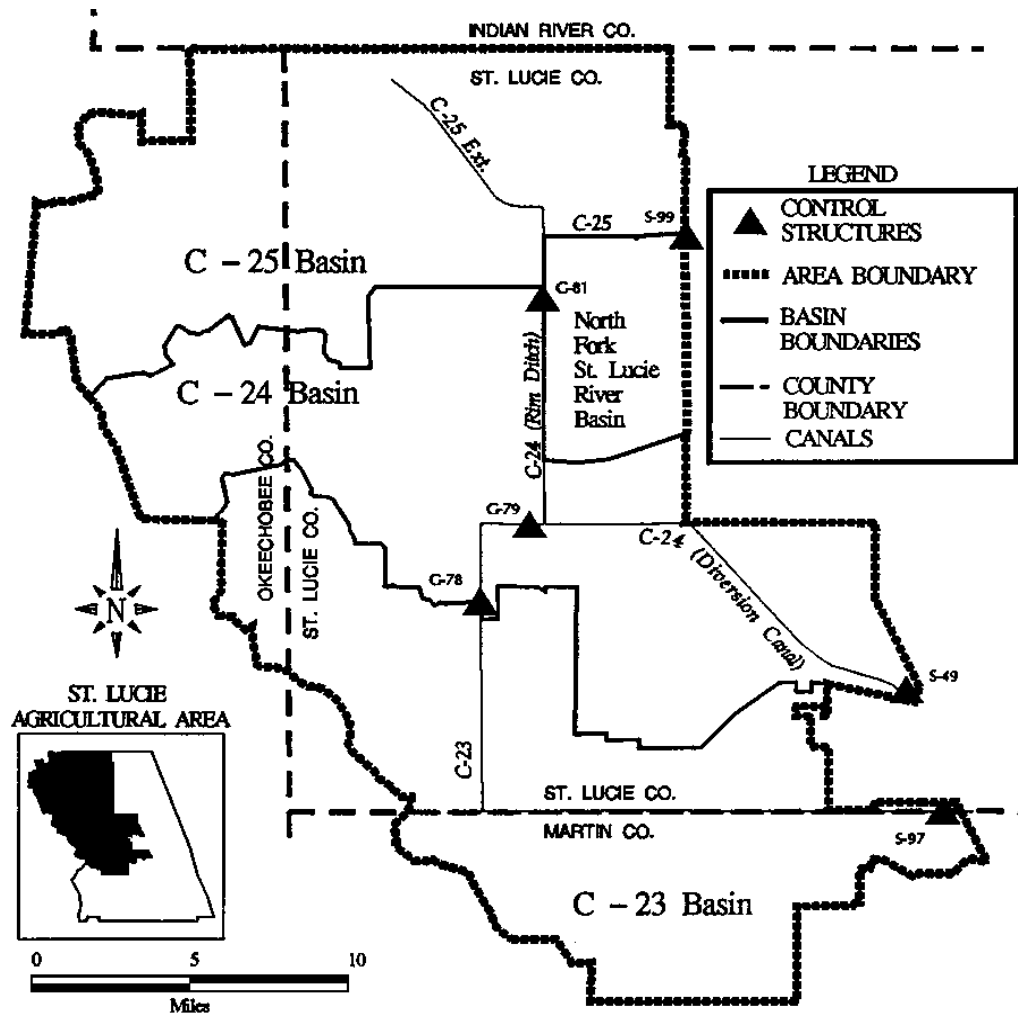 INDIAN RIVER CO.
ST. LUCIE CO.
C-25 Ext.
C-25
S-99
LEGEND
CONTROL
STRUCTURES
AREA BOUNDARY
BASIN
BOUNDARIES
COUNTY
BOUNDARY
CANALS
C - 25 Basin
G-81
North
Fork
St. Lucie
River
Basin
C-24 (Rim Ditch)
C - 24 Basin
OKEECHOBEE CO.
ST. LUCIE CO.
G-79
C-24 (Diversion Canal)
G-78
S-49
N
ST. LUCIE
AGRICULTURAL AREA
C-23
ST. LUCIE CO.
MARTIN CO.
S-97
C - 23 Basin
0 5 10
Miles